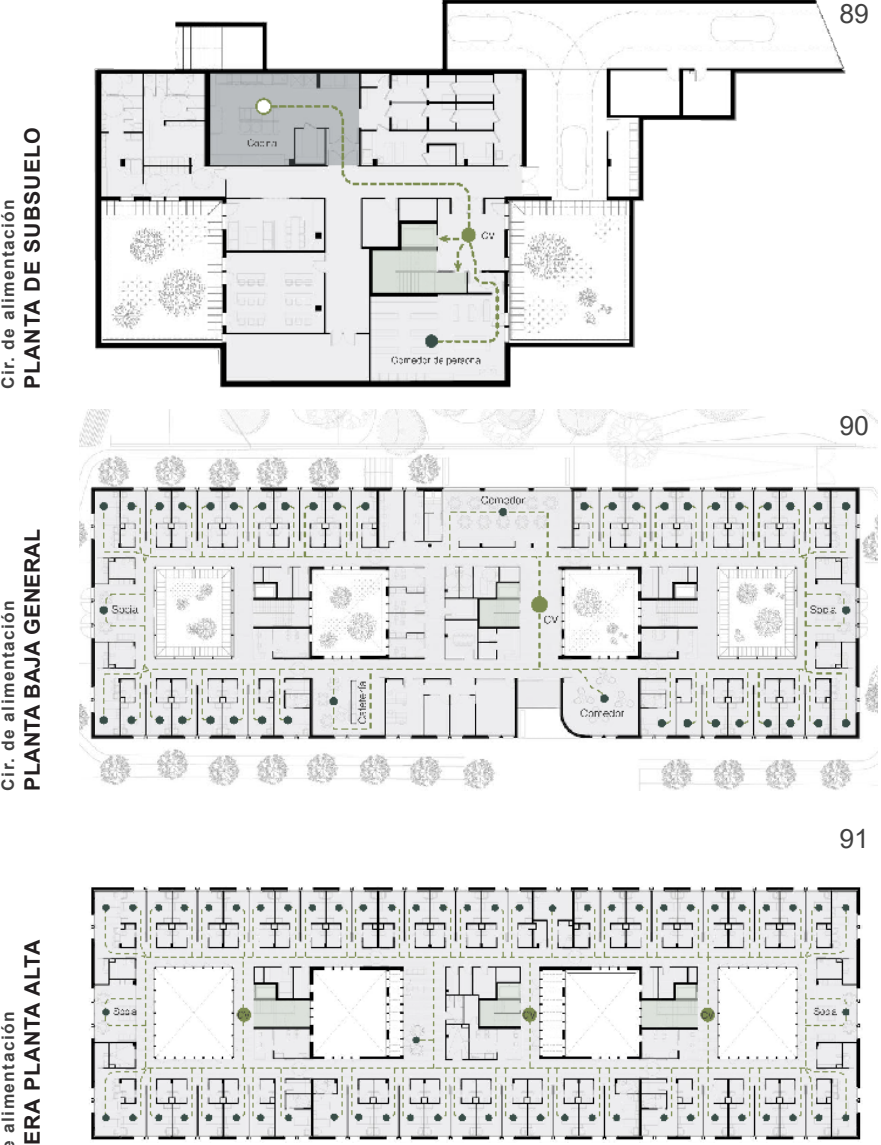 89
Cir. de alimentación
PLANTA DE SUBSUELO
Cocina
CV
Comedor de persona
90
Cir. de alimentación
PLANTA BAJA GENERAL
Comedor
Socia
CV
Socia
Cafetería
Comedor
91
e alimentación
ERA PLANTA ALTA
Socia
CV
CV
CV
Socia